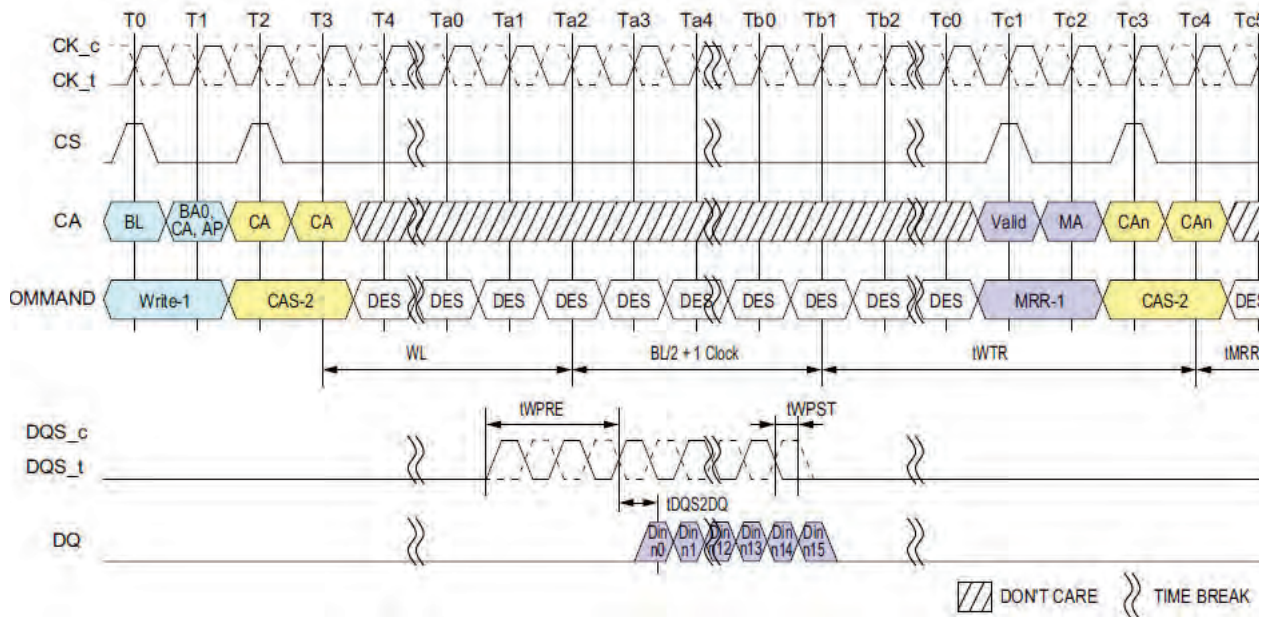 T0 T1 T2 T3 T4 Ta0 Ta1 Ta2 Ta3 Ta4 Tb0 Tb1 Tb2 Tc0 Tc1 Tc2 Tc3 Tc4 Tc5
CK_c
CK_t
CS
CA BL BA0, CA, AP CA CA Valid MA CAn CAn
OMMAND Write-1 CAS-2 DES DES DES DES DES DES DES DES DES DES MRR-1 CAS-2 DE
WL BL/2 + 1 Clock tWTR tMRR
tWPRE tWPST
DQS_c
DQS_t
tDQS2DQ
DQ Din n0 Din n1 Din n12 Din n13 Din n14 Din n15
DON'T CARE TIME BREAK